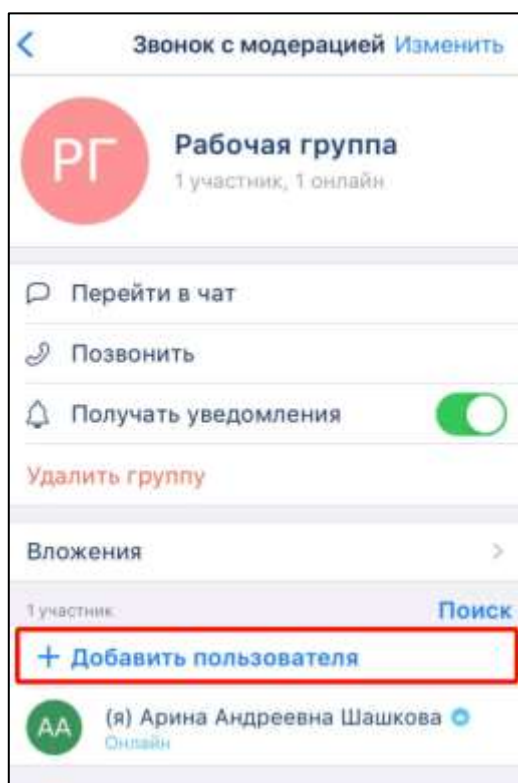 Звонок с модерацией Изменить
РГ
Рабочая группа
1 участник, 1 онлайн
Перейти в чат
Позвонить
Получать уведомления
Удалить группу
Вложения
1 участник
Поиск
+ Добавить пользователя
АА
(я) Арина Андреевна Шашкова
Онлайн